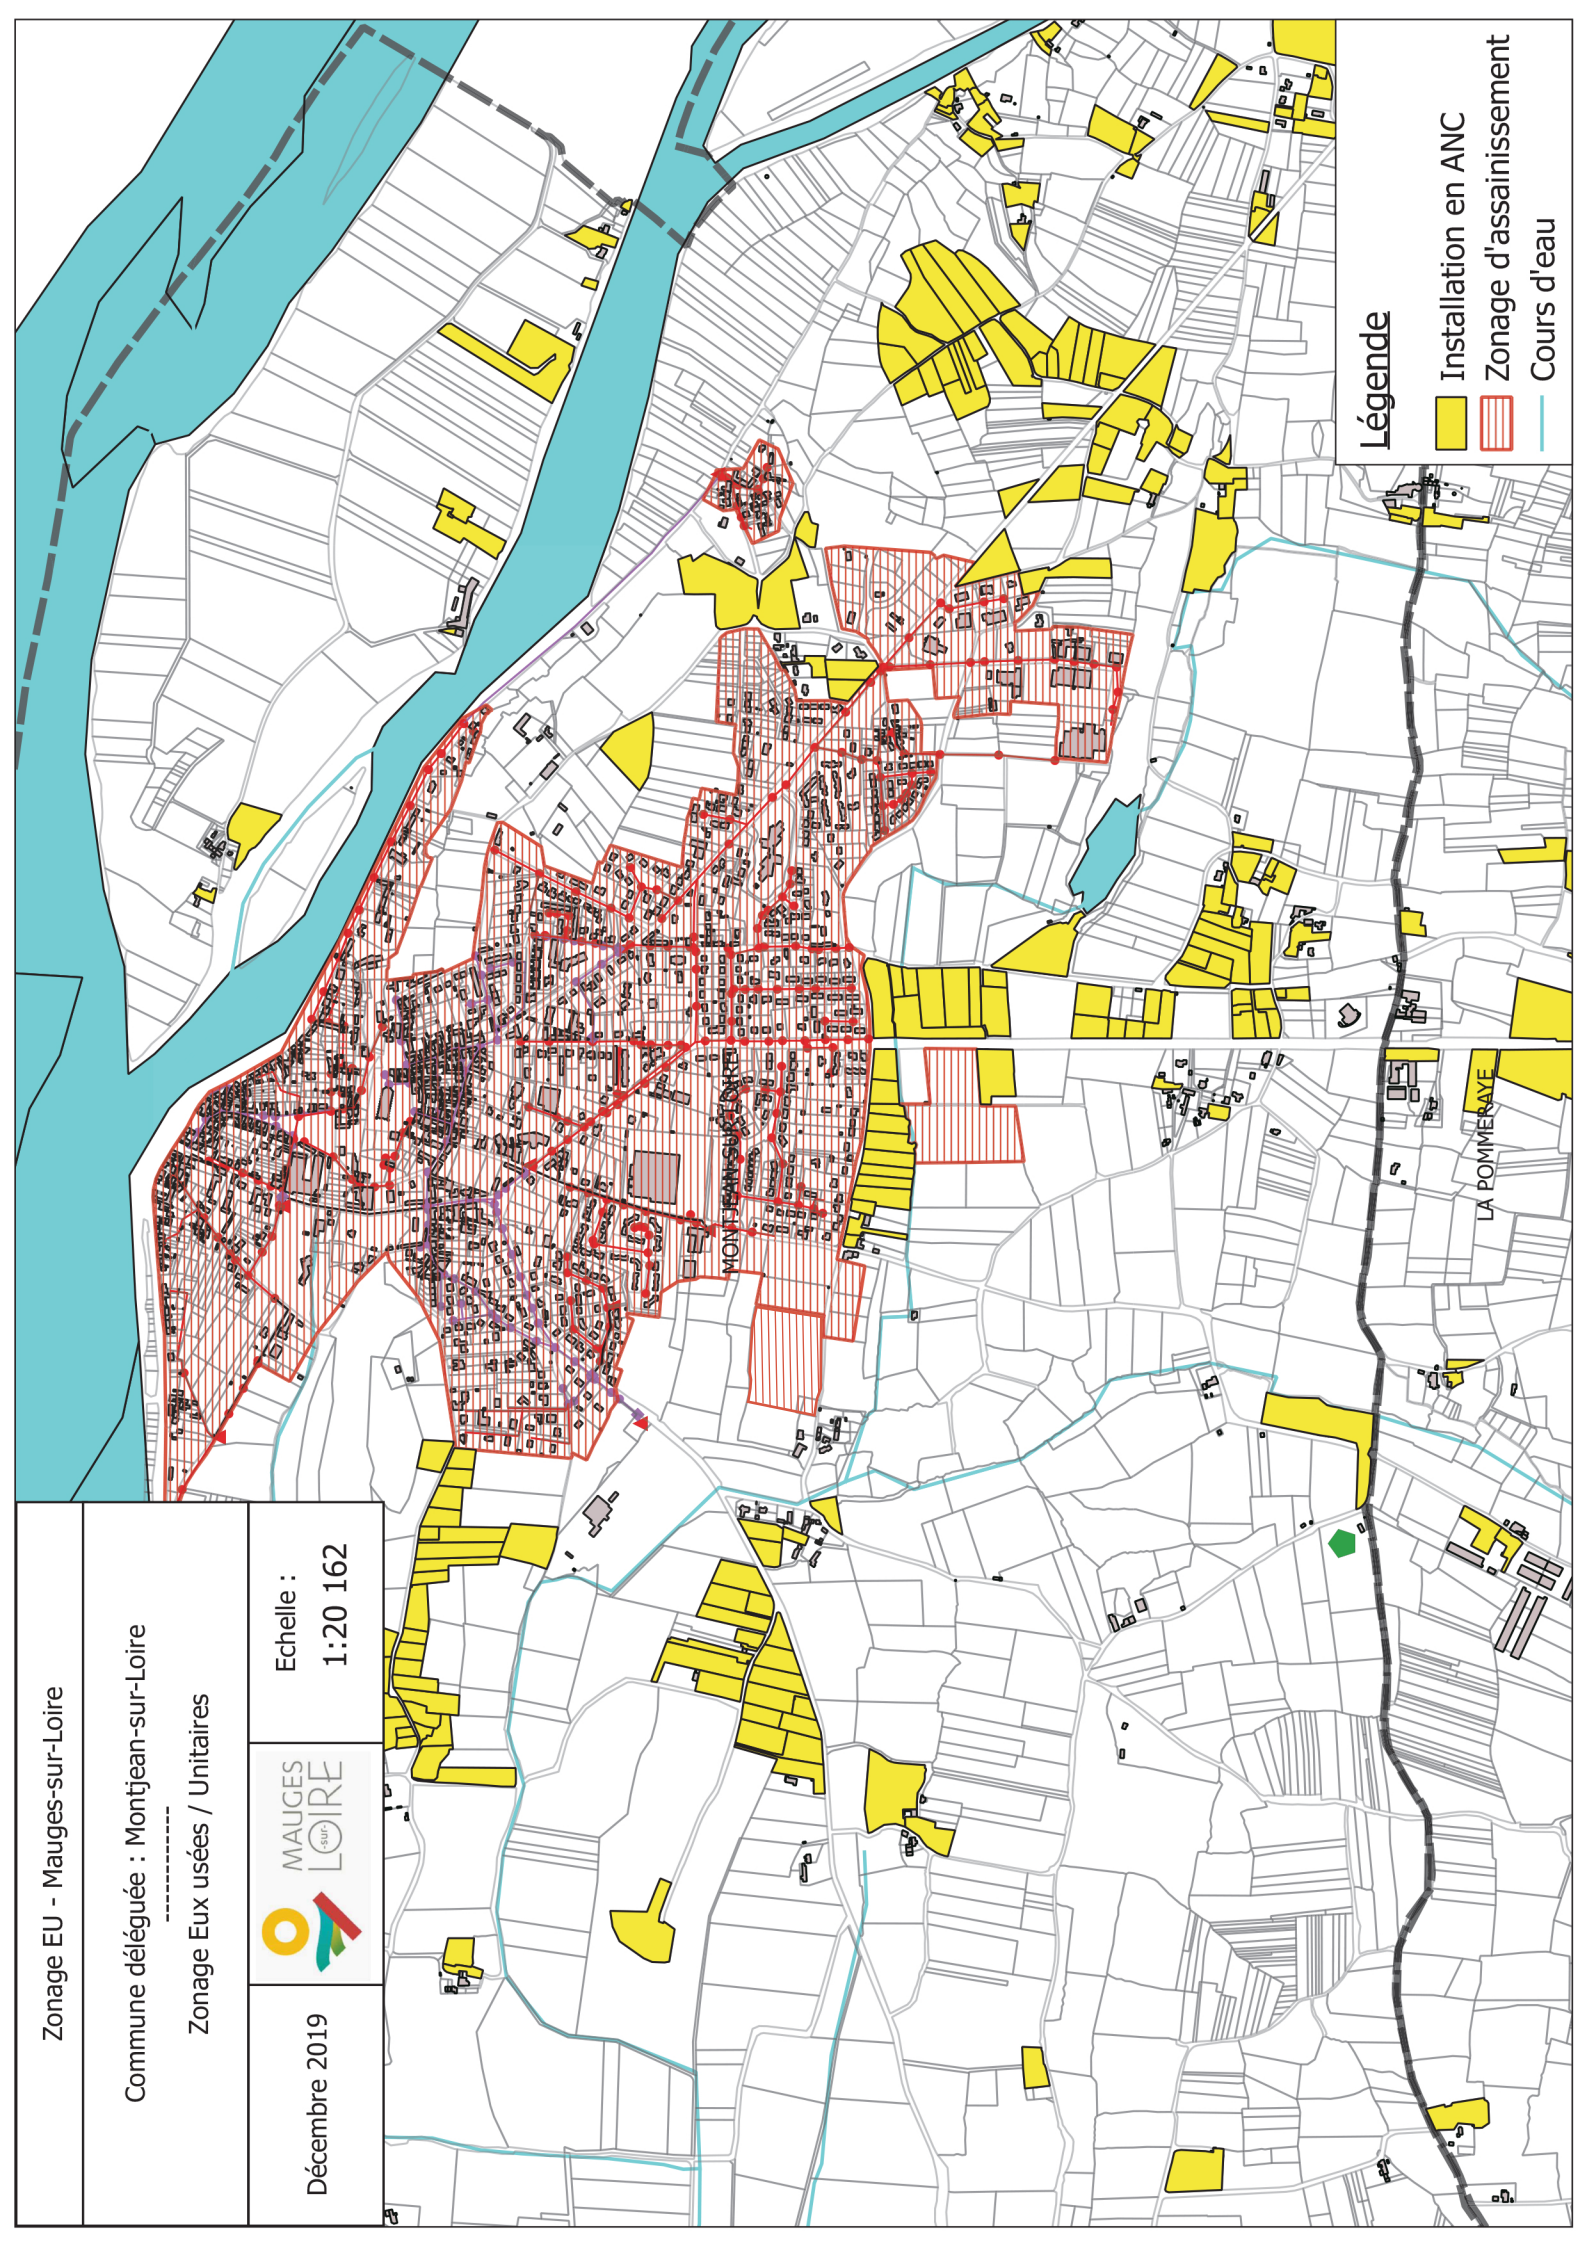 Zonage EU - Mauges-sur-Loire
Commune déléguée : Montjean-sur-Loire
-----------
Zonage Eux usées / Unitaires
Décembre 2019
MAUGES
-sur-
LOIRE
Echelle :
1:20 162
MONTJEAN-SUR-LOIRE
LA POMMERAYE
Légende
Installation en ANC
Zonage d'assainissement
Cours d'eau